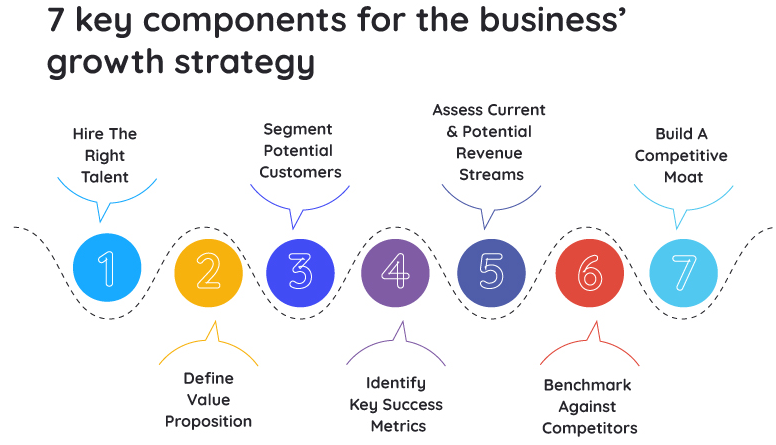 7 key components for the business’
growth strategy
Hire The
Right
Talent
Segment
Potential
Customers
Assess Current
& Potential
Revenue
Streams
Build A
Competitive
Moat
1
2
3
4
5
6
7
Define
Value
Proposition
Identify
Key Success
Metrics
Benchmark
Against
Competitors